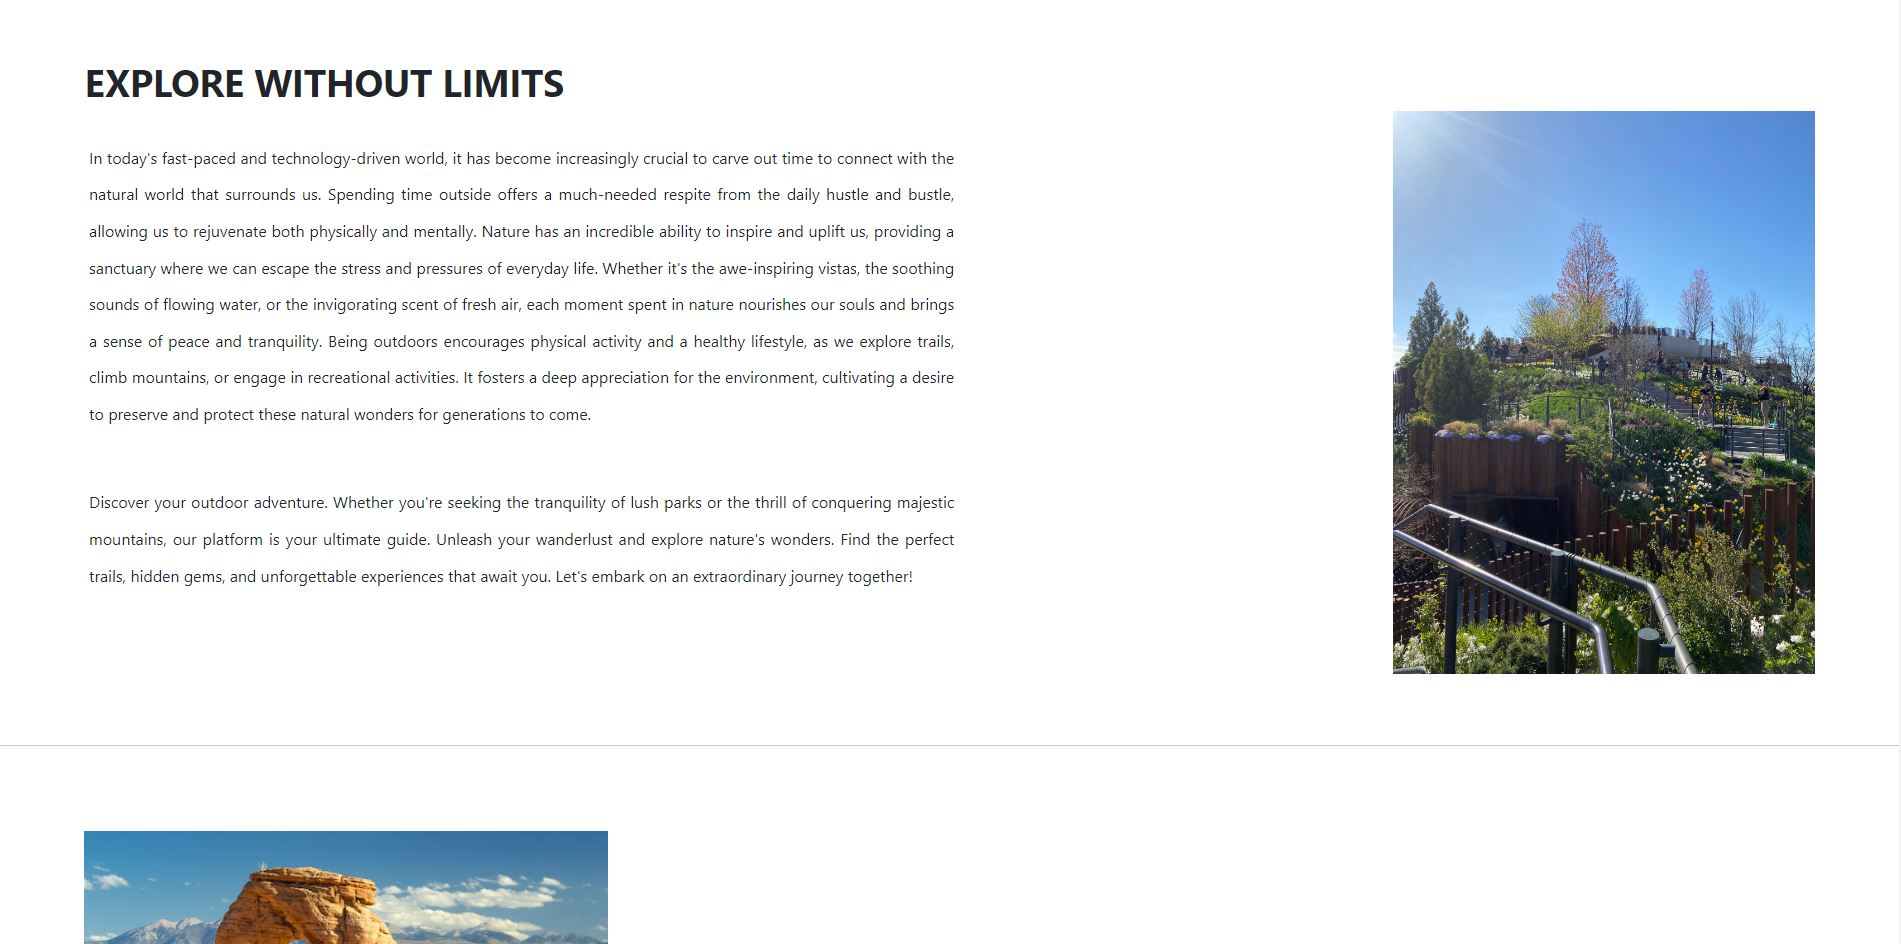 EXPLORE WITHOUT LIMITS
In today's fast-paced and technology-driven world, it has become increasingly crucial to carve out time to connect with the
natural world that surrounds us. Spending time outside offers a much-needed respite from the daily hustle and bustle,
allowing us to rejuvenate both physically and mentally. Nature has an incredible ability to inspire and uplift us, providing a
sanctuary where we can escape the stress and pressures of everyday life. Whether it's the awe-inspiring vistas, the soothing
sounds of flowing water, or the invigorating scent of fresh air, each moment spent in nature nourishes our souls and brings
a sense of peace and tranquility. Being outdoors encourages physical activity and a healthy lifestyle, as we explore trails,
climb mountains, or engage in recreational activities. It fosters a deep appreciation for the environment, cultivating a desire
to preserve and protect these natural wonders for generations to come.
Discover your outdoor adventure. Whether you're seeking the tranquility of lush parks or the thrill of conquering majestic
mountains, our platform is your ultimate guide. Unleash your wanderlust and explore nature's wonders. Find the perfect
trails, hidden gems, and unforgettable experiences that await you. Let's embark on an extraordinary journey together!